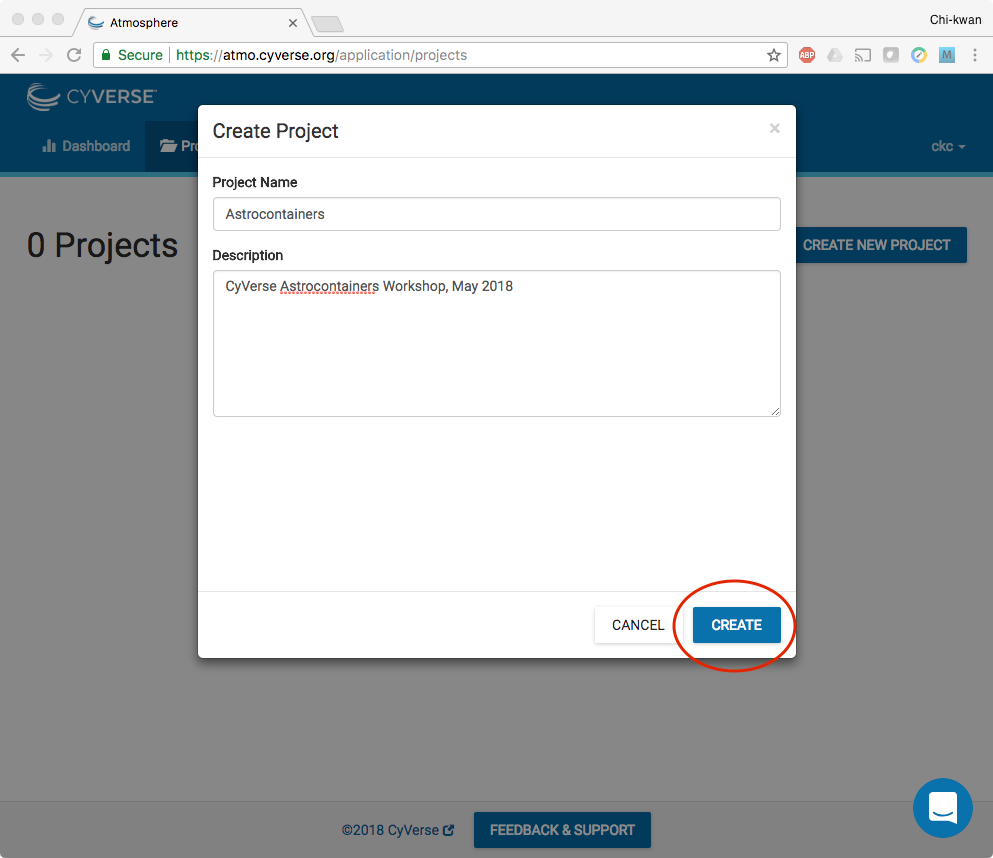 Atmosphere
Chi-kwan
Secure https://atmo.cyverse.org/application/projects
ABP
M
CYVERSE
Dashboard
Pro
ckc
Create Project
×
Project Name
Astrocontainers
0 Projects
CREATE NEW PROJECT
Description
CyVerse Astrocontainers Workshop, May 2018
CANCEL
CREATE
©2018 CyVerse
FEEDBACK & SUPPORT